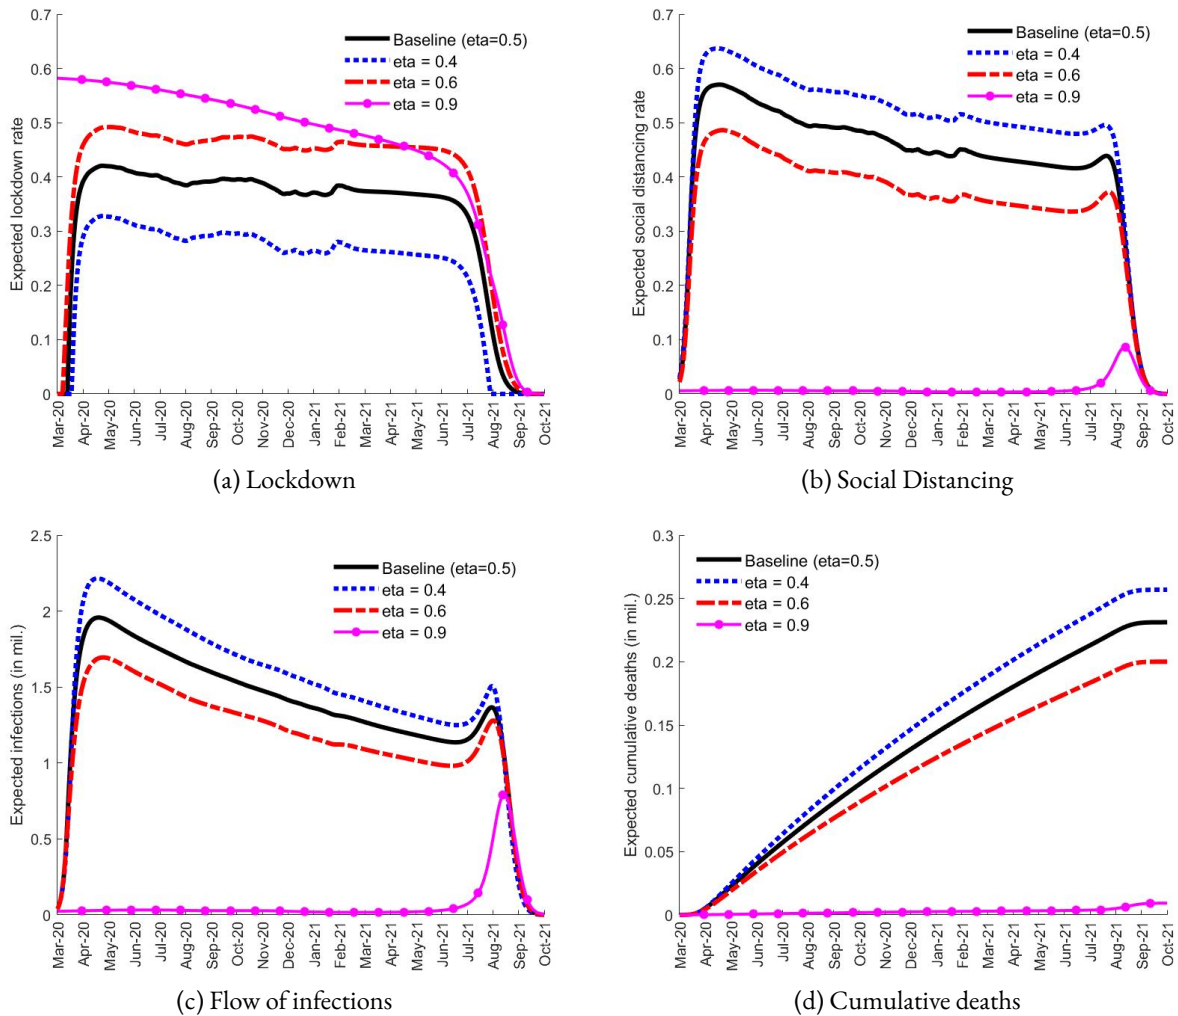 0.7
0.6
0.5
0.4
0.3
0.2
0.1
0
Expected lockdown rate
Baseline (eta=0.5)
eta = 0.4
eta = 0.6
eta = 0.9
Mar-20
Apr-20
May-20
Jun-20
Jul-20
Aug-20
Sep-20
Oct-20
Nov-20
Dec-20
Jan-21
Feb-21
Mar-21
Apr-21
May-21
Jun-21
Jul-21
Aug-21
Sep-21
Oct-21
(a) Lockdown
0.7
0.6
0.5
0.4
0.3
0.2
0.1
0
Expected social distancing rate
Baseline (eta=0.5)
eta = 0.4
eta = 0.6
eta = 0.9
Mar-20
Apr-20
May-20
Jun-20
Jul-20
Aug-20
Sep-20
Oct-20
Nov-20
Dec-20
Jan-21
Feb-21
Mar-21
Apr-21
May-21
Jun-21
Jul-21
Aug-21
Sep-21
Oct-21
(b) Social Distancing
2.5
2
1.5
1
0.5
0
Expected infections (in mil.)
Baseline (eta=0.5)
eta = 0.4
eta = 0.6
eta = 0.9
Mar-20
Apr-20
May-20
Jun-20
Jul-20
Aug-20
Sep-20
Oct-20
Nov-20
Dec-20
Jan-21
Feb-21
Mar-21
Apr-21
May-21
Jun-21
Jul-21
Aug-21
Sep-21
Oct-21
(c) Flow of infections
0.3
0.25
0.2
0.15
0.1
0.05
0
Expected cumulative deaths (in mil.)
Baseline (eta=0.5)
eta = 0.4
eta = 0.6
eta = 0.9
Mar-20
Apr-20
May-20
Jun-20
Jul-20
Aug-20
Sep-20
Oct-20
Nov-20
Dec-20
Jan-21
Feb-21
Mar-21
Apr-21
May-21
Jun-21
Jul-21
Aug-21
Sep-21
Oct-21
(d) Cumulative deaths